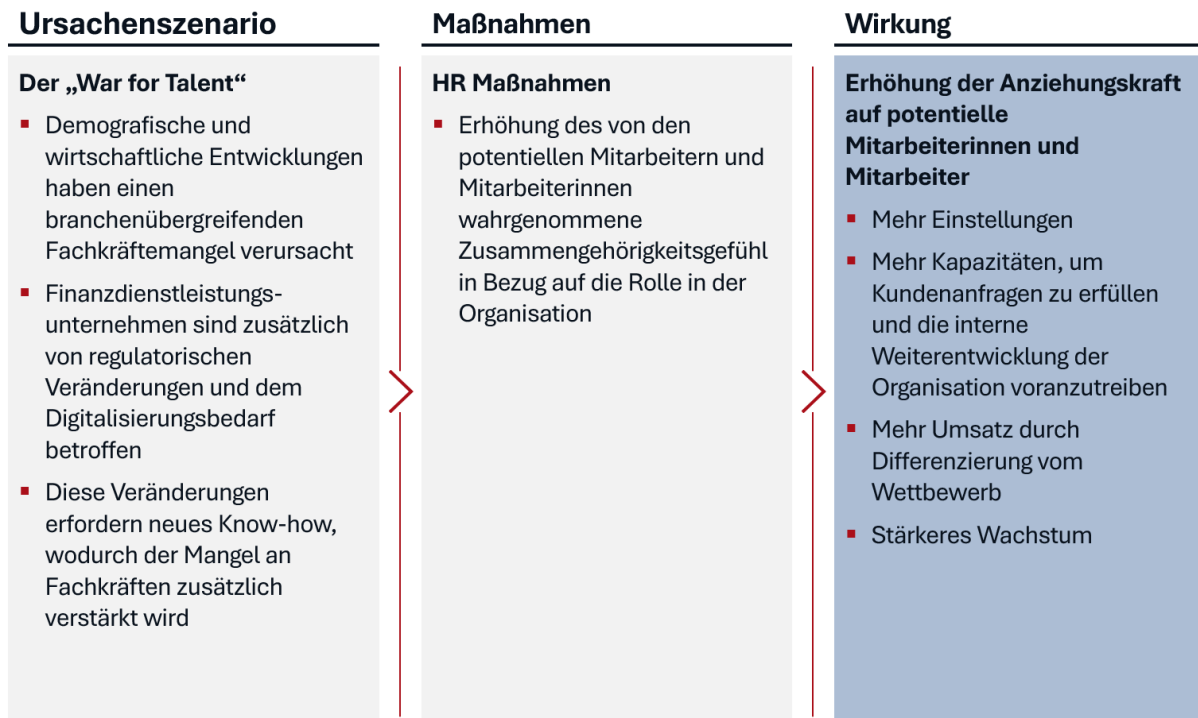 Ursachenszenario
Der „War for Talent“
▪ Demografische und
wirtschaftliche Entwicklungen
haben einen
branchenübergreifenden
Fachkräftemangel verursacht
▪ Finanzdienstleistungs-
unternehmen sind zusätzlich
von regulatorischen
Veränderungen und dem
Digitalisierungsbedarf
betroffen
▪ Diese Veränderungen
erfordern neues Know-how,
wodurch der Mangel an
Fachkräften zusätzlich
verstärkt wird
Maßnahmen
HR Maßnahmen
▪ Erhöhung des von den
potentiellen Mitarbeitern und
Mitarbeiterinnen
wahrgenommene
Zusammengehörigkeitsgefühl
in Bezug auf die Rolle in der
Organisation
Wirkung
Erhöhung der Anziehungskraft
auf potentielle
Mitarbeiterinnen und
Mitarbeiter
▪ Mehr Einstellungen
▪ Mehr Kapazitäten, um
Kundenanfragen zu erfüllen
und die interne
Weiterentwicklung der
Organisation voranzutreiben
▪ Mehr Umsatz durch
Differenzierung vom
Wettbewerb
▪ Stärkeres Wachstum